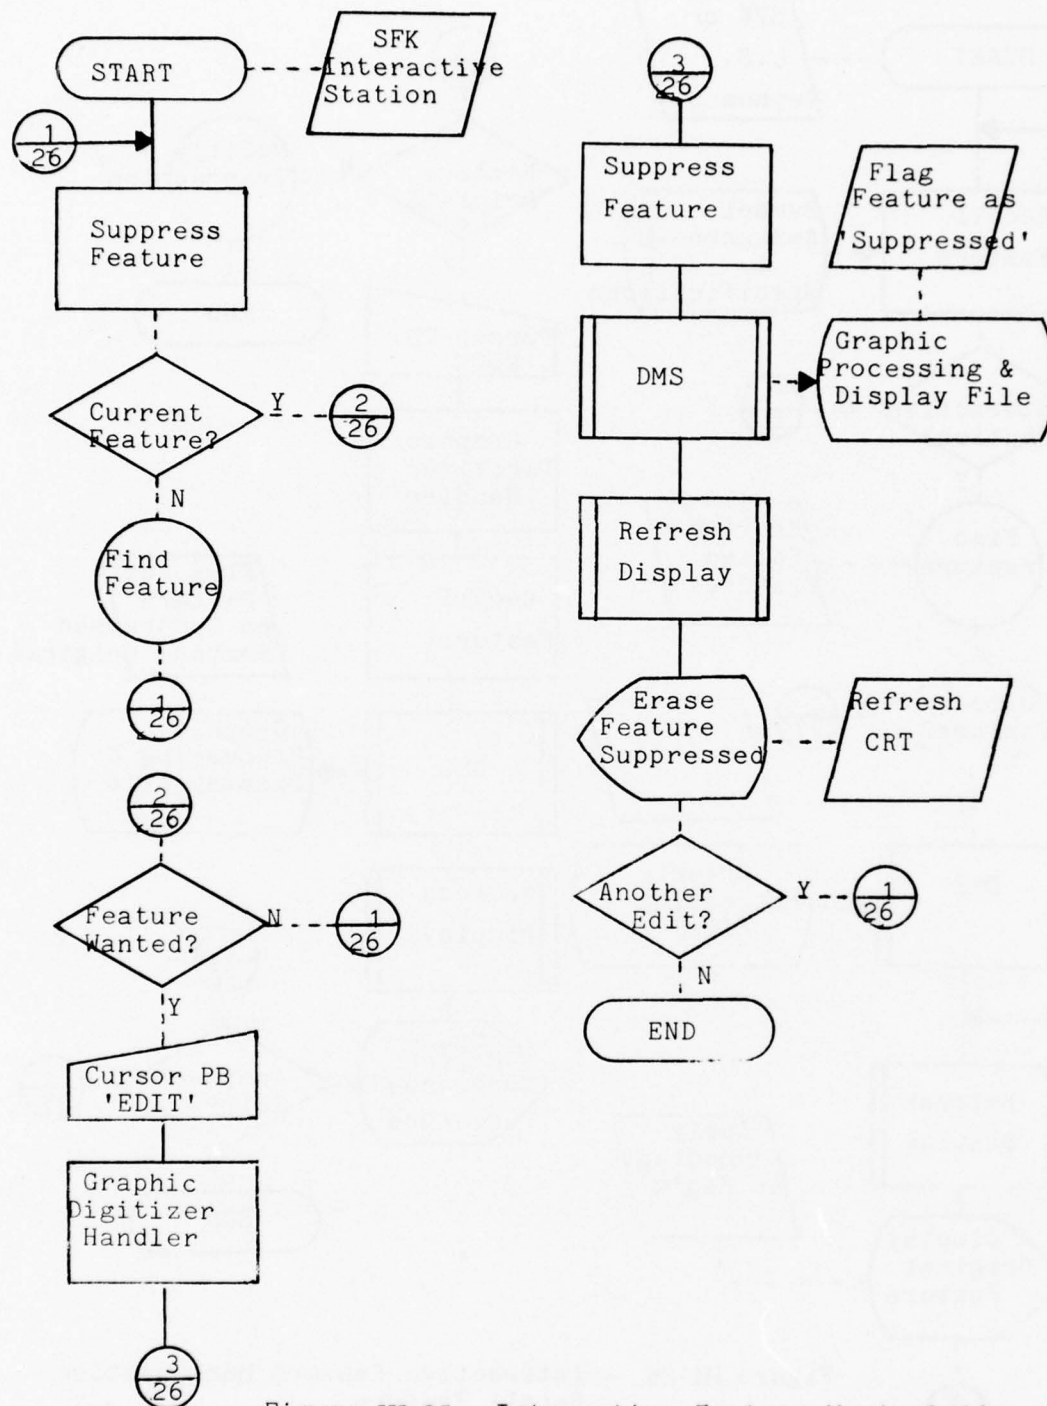 START
SFK
Interactive
Station
1
26
Suppress
Feature
Current
Feature?
Y
2
26
N
Find
Feature
1
26
2
26
Feature
Wanted?
N
1
26
Y
Cursor PB
'EDIT'
Graphic
Digitizer
Handler
3
26
3
26
Suppress
Feature
Flag
Feature as
'Suppressed'
DMS
Graphic
Processing &
Display File
Refresh
Display
Erase
Feature
Suppressed
Refresh
CRT
Another
Edit?
Y
1
26
N
END